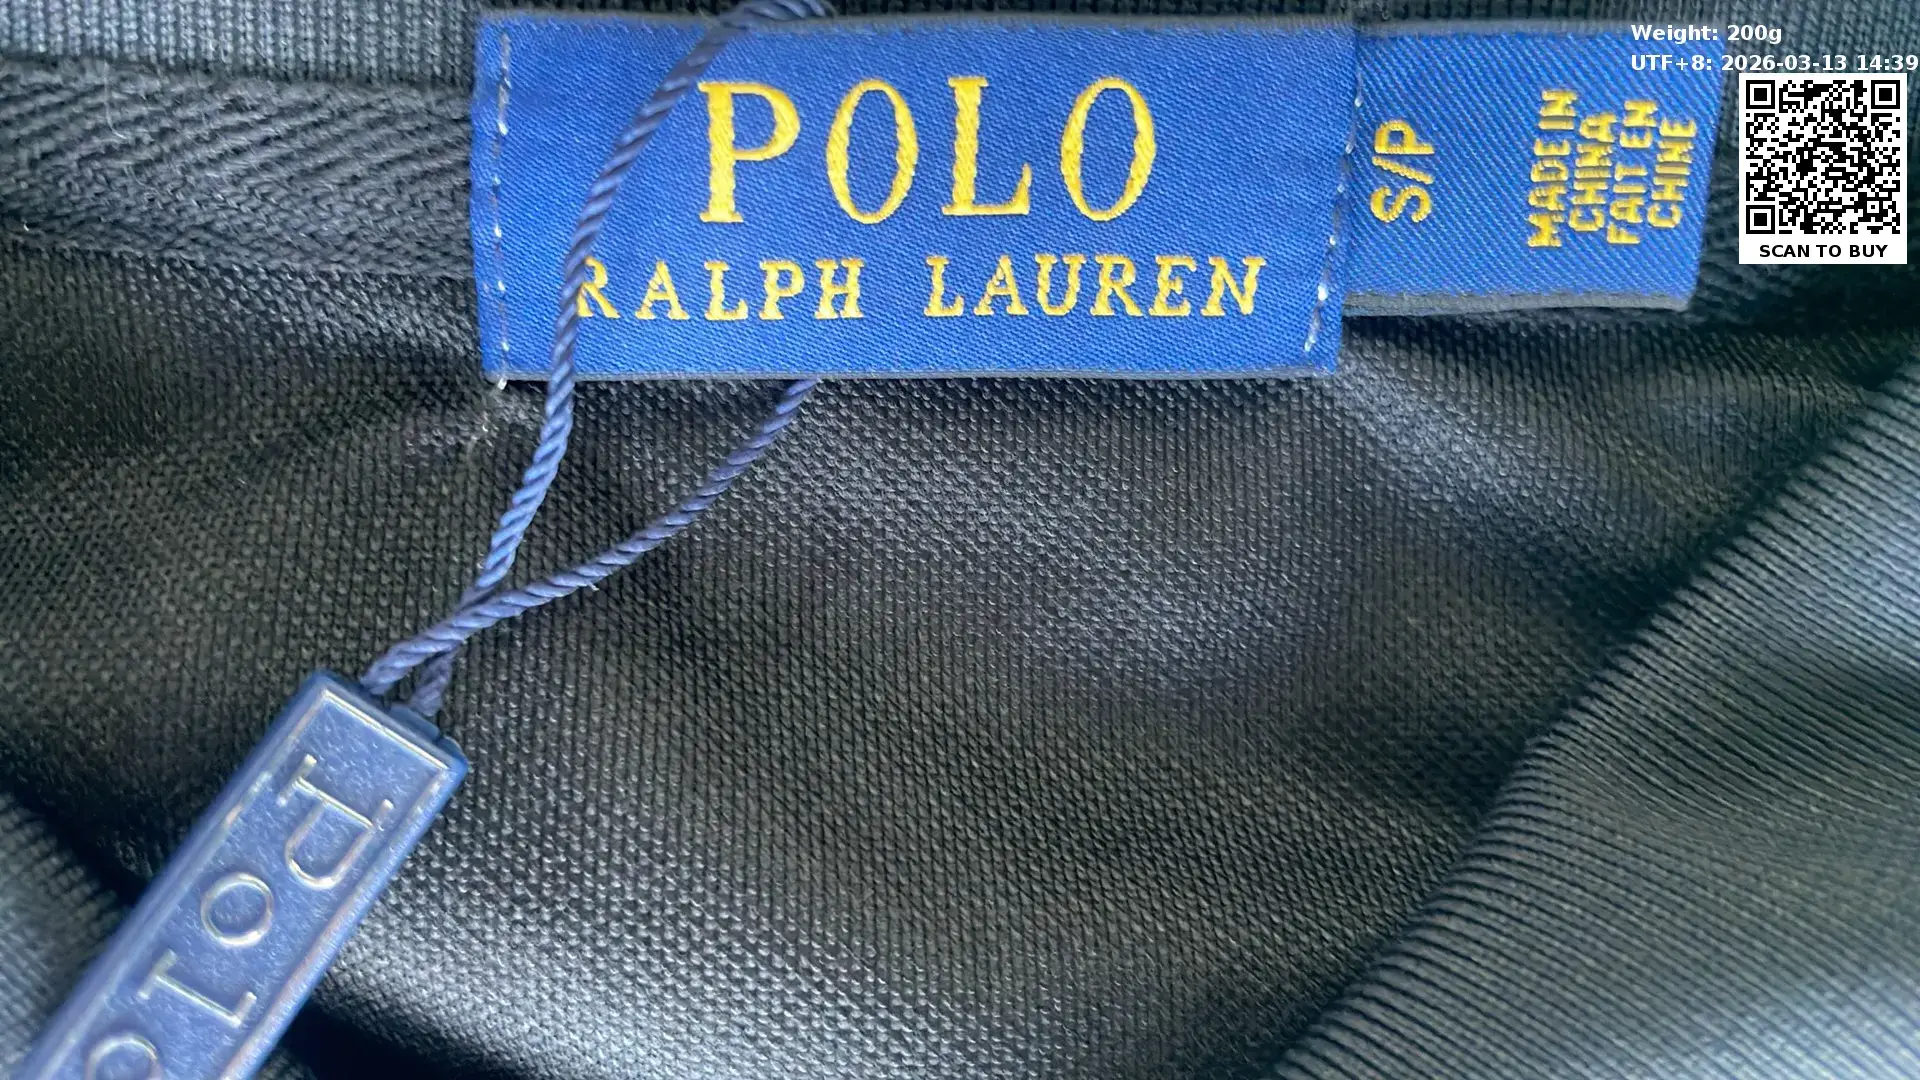 Weight: 200g
UTF+8: 2026-03-13 14:39
POLO
RALPH LAUREN
S/P
MADE IN
CHINA
FAIT EN
CHINE
SCAN TO BUY
POLO